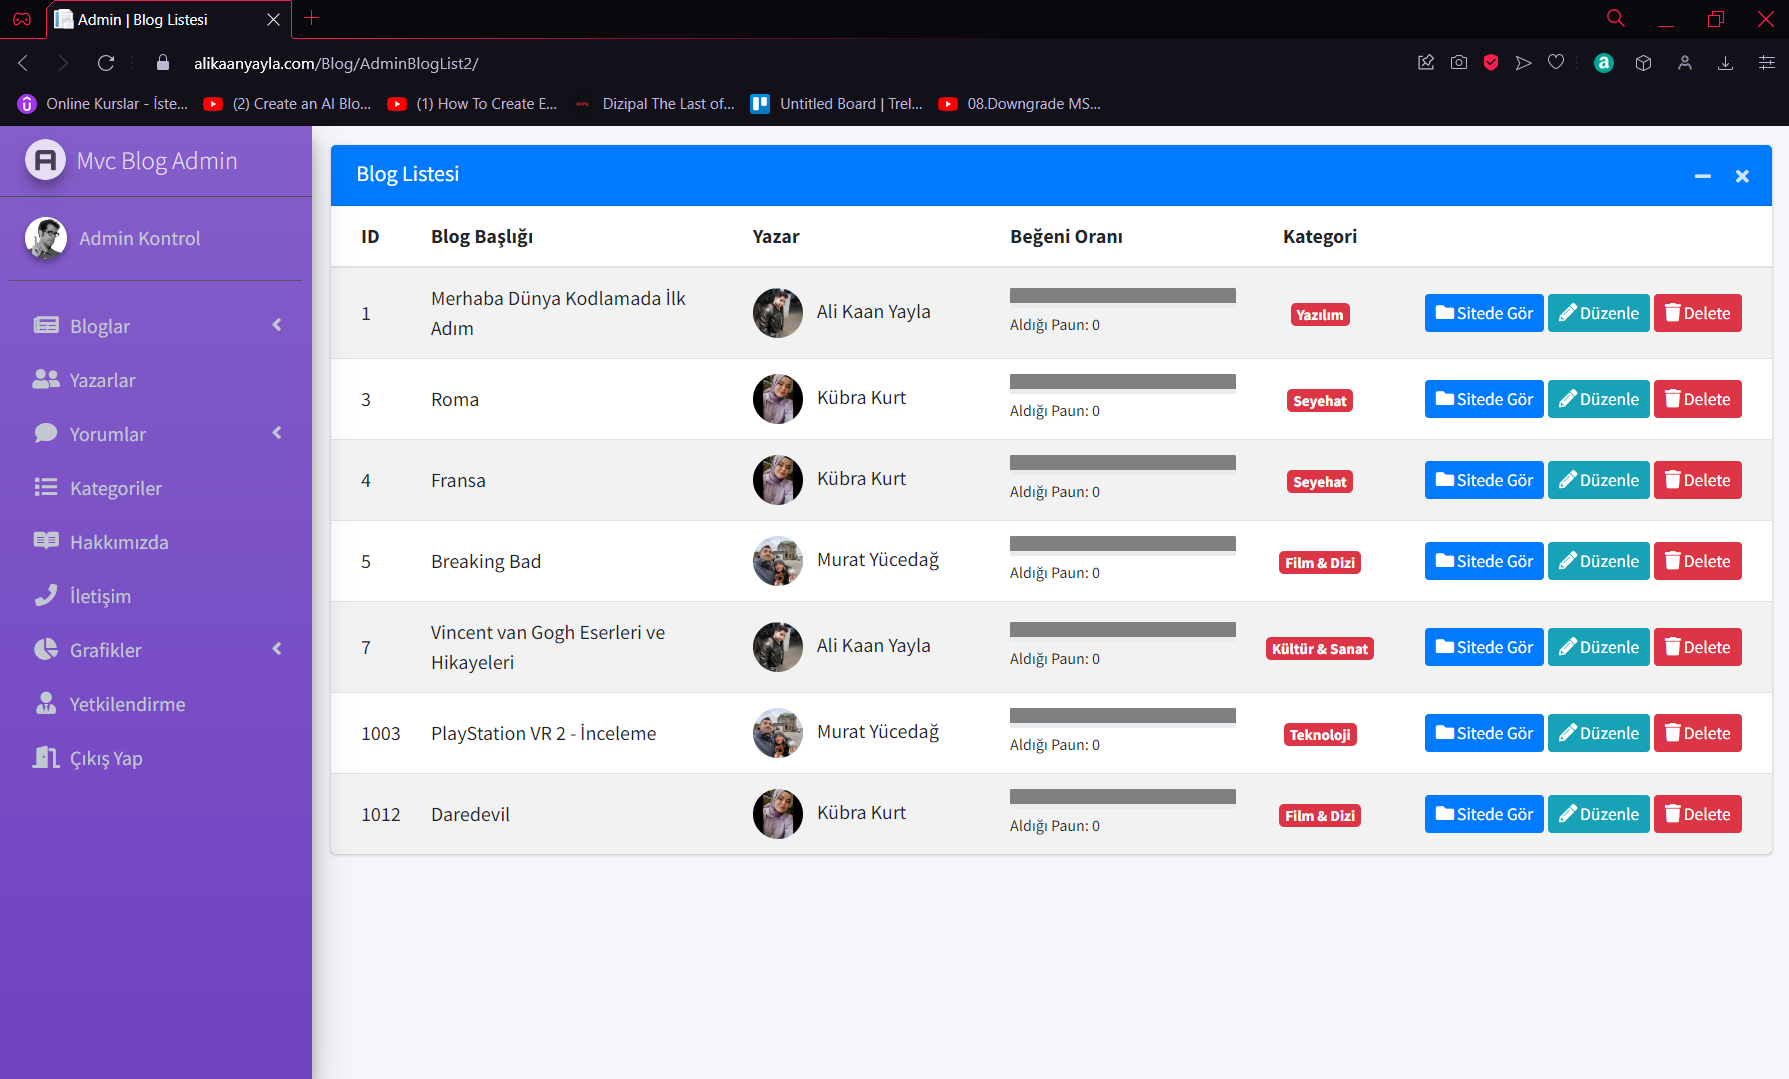 Admin | Blog Listesi
alikaanyayla.com/Blog/AdminBlogList2/
Online Kurslar - İste...
(2) Create an AI Blo...
(1) How To Create E...
Dizipal The Last of...
Untitled Board | Trel...
08.Downgrade MS...
Mvc Blog Admin
Admin Kontrol
Bloglar
Yazarlar
Yorumlar
Kategoriler
Hakkımızda
İletişim
Grafikler
Yetkilendirme
Çıkış Yap
Blog Listesi
ID Blog Başlığı Yazar Beğeni Oranı Kategori
1 Merhaba Dünya Kodlamada İlk
Adım
Ali Kaan Yayla
Aldığı Paun: 0
Yazılım
Sitede Gör Düzenle Delete
3 Roma
Kübra Kurt
Aldığı Paun: 0
Seyehat
Sitede Gör Düzenle Delete
4 Fransa
Kübra Kurt
Aldığı Paun: 0
Seyehat
Sitede Gör Düzenle Delete
5 Breaking Bad
Murat Yücedağ
Aldığı Paun: 0
Film & Dizi
Sitede Gör Düzenle Delete
7 Vincent van Gogh Eserleri ve
Hikayeleri
Ali Kaan Yayla
Aldığı Paun: 0
Kültür & Sanat
Sitede Gör Düzenle Delete
1003 PlayStation VR 2 - İnceleme
Murat Yücedağ
Aldığı Paun: 0
Teknoloji
Sitede Gör Düzenle Delete
1012 Daredevil
Kübra Kurt
Aldığı Paun: 0
Film & Dizi
Sitede Gör Düzenle Delete